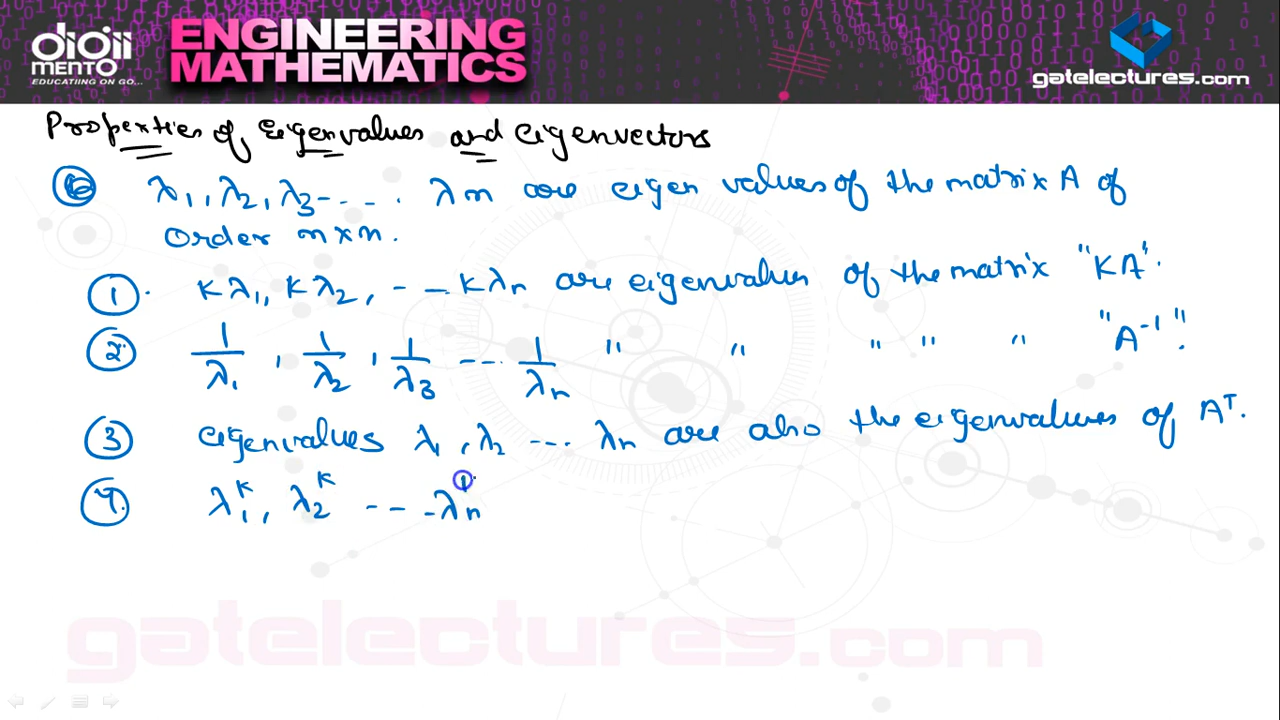 digii
MENTO
EDUCATIING ON GO...
ENGINEERING
MATHEMATICS
gatelectures.com
Properties of Eigenvalues and eigenvectors
⑥ λ₁, λ₂, λ₃ - . . . . λn are eigen values of the matrix A of
Order n×n.
① Kλ₁, Kλ₂, - - Kλn are eigenvalues of the matrix "KA".
② 1/λ₁, 1/λ₂, 1/λ₃ --- 1/λn " " " " " "A⁻¹".
③ eigenvalues λ₁, λ₂ --- λn are also the eigenvalues of Aᵀ.
④ λ₁ᴷ, λ₂ᴷ - - - λn
gatelectures.com